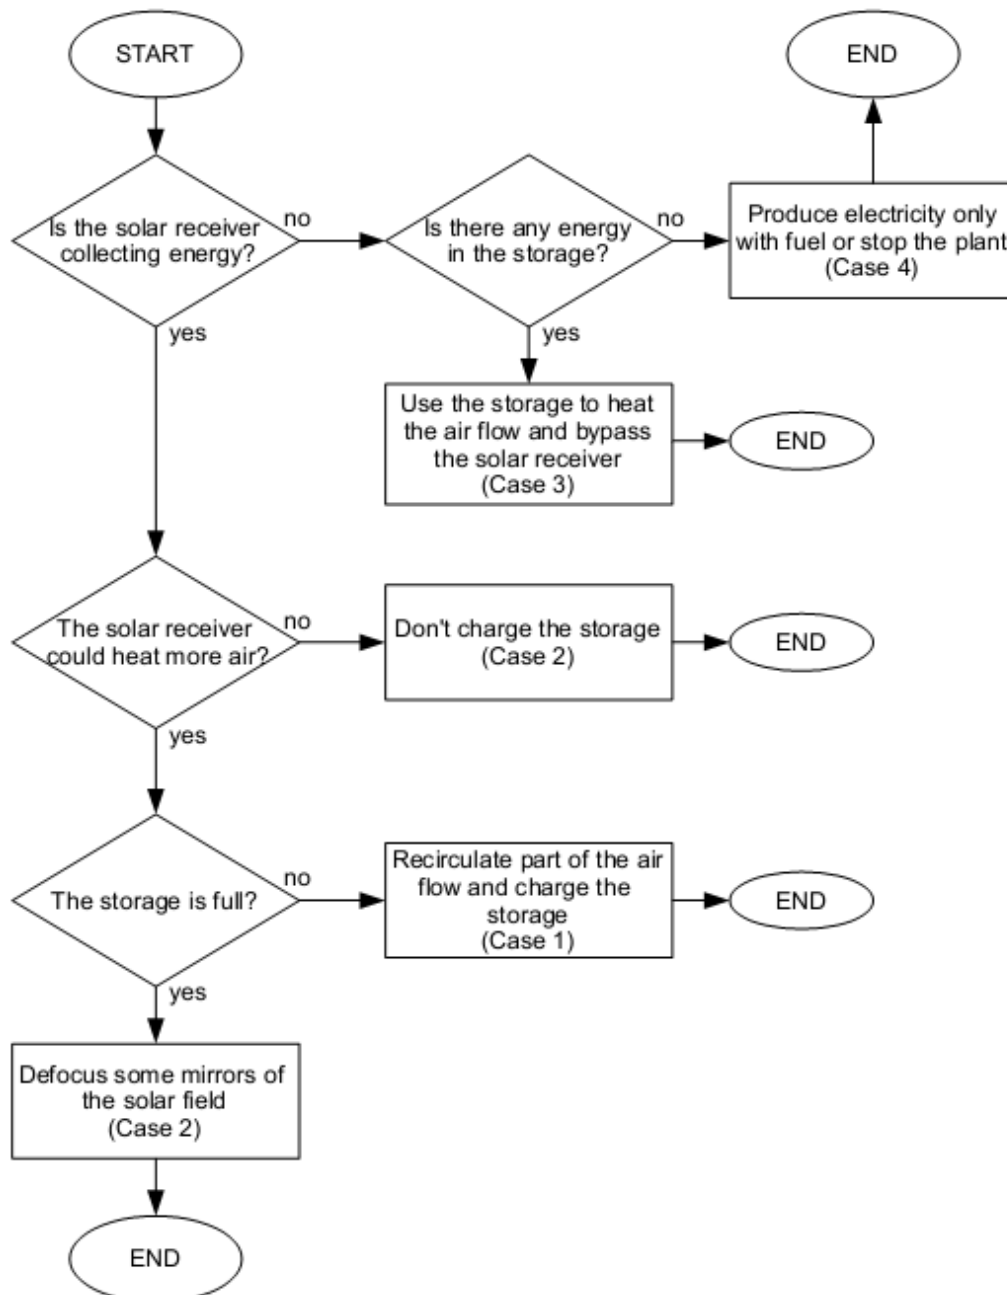 START
END
Is the solar receiver
collecting energy?
no
Is there any energy
in the storage?
no
Produce electricity only
with fuel or stop the plant
(Case 4)
yes
yes
Use the storage to heat
the air flow and bypass
the solar receiver
(Case 3)
END
The solar receiver
could heat more air?
no
Don't charge the storage
(Case 2)
END
yes
The storage is full?
no
Recirculate part of the air
flow and charge the
storage
(Case 1)
END
yes
Defocus some mirrors of
the solar field
(Case 2)
END